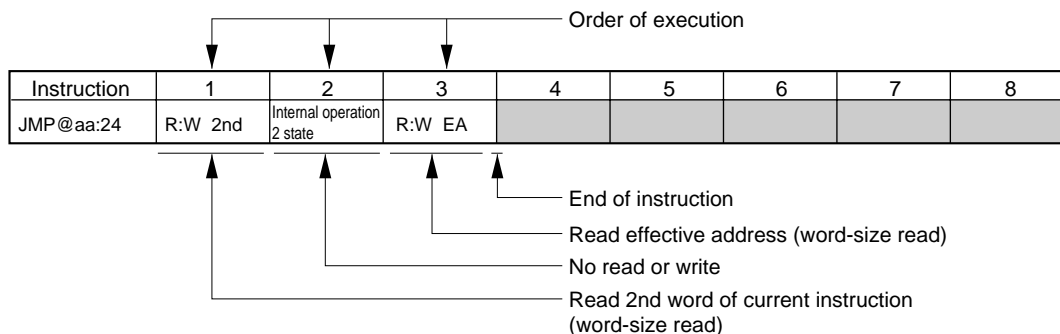 Order of execution
Instruction 1 2 3 4 5 6 7 8
JMP@aa:24 R:W 2nd Internal operation 2 state R:W EA
End of instruction
Read effective address (word-size read)
No read or write
Read 2nd word of current instruction
(word-size read)